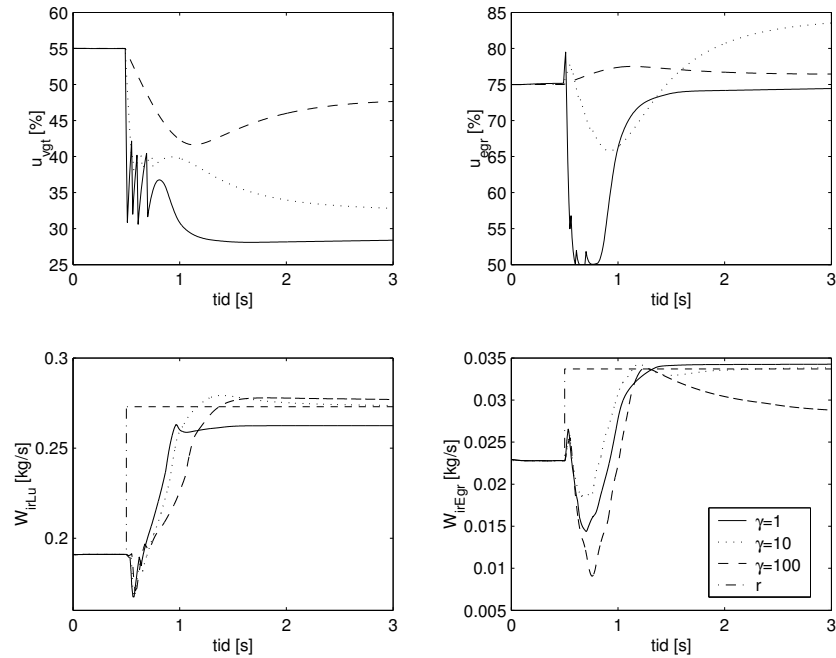 60
55
50
45
40
35
30
25
u_vgt [%]
0 1 2 3
tid [s]
85
80
75
70
65
60
55
50
u_egr [%]
0 1 2 3
tid [s]
0.3
0.25
0.2
W_irLu [kg/s]
0 1 2 3
tid [s]
0.035
0.03
0.025
0.02
0.015
0.01
0.005
W_irEgr [kg/s]
0 1 2 3
tid [s]
γ=1
γ=10
γ=100
r